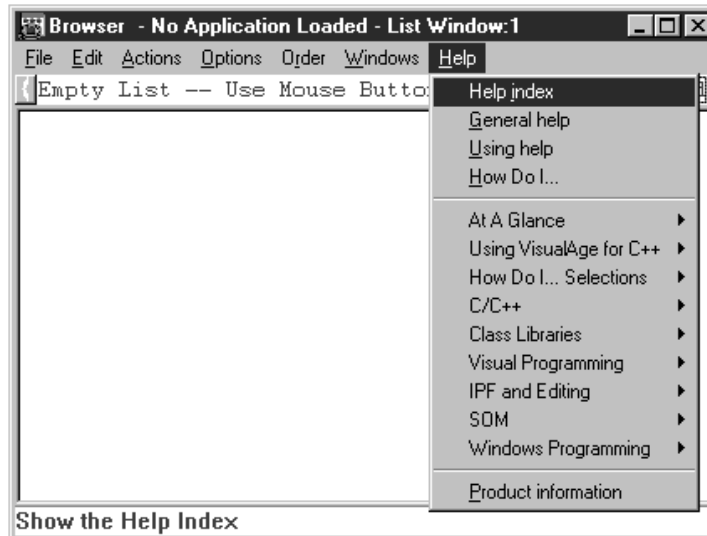 Browser - No Application Loaded - List Window:1
File Edit Actions Options Order Windows Help
Empty List -- Use Mouse
Help index
General help
Using help
How Do I...
At A Glance
Using VisualAge for C++
How Do I... Selections
C/C++
Class Libraries
Visual Programming
IPF and Editing
SOM
Windows Programming
Product information
Show the Help Index